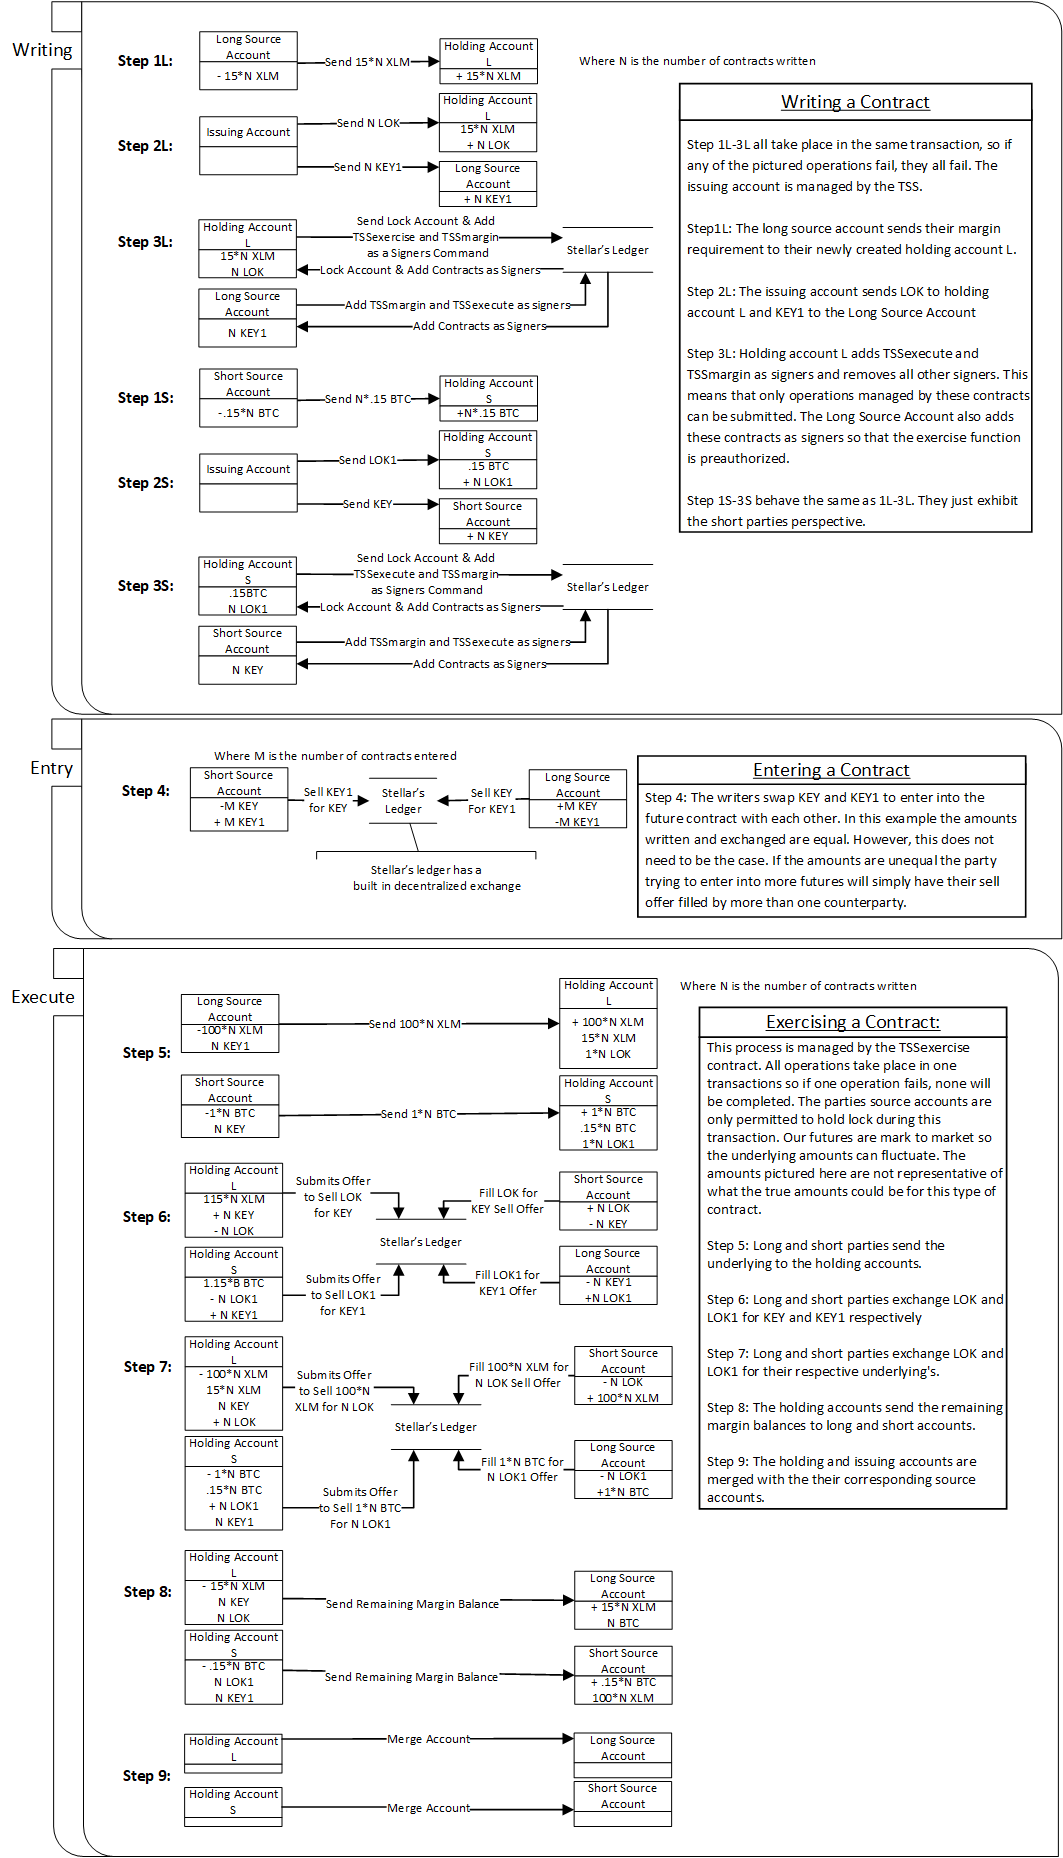 Writing
Step 1L:
Long Source
Account
- 15*N XLM
Send 15*N XLM
Holding Account
L
+ 15*N XLM
Where N is the number of contracts written
Step 2L:
Issuing Account
Send N LOK
Holding Account
L
15*N XLM
+ N LOK
Send N KEY1
Long Source
Account
+ N KEY1
Step 3L:
Holding Account
L
15*N XLM
N LOK
Send Lock Account & Add
TSSexercise and TSSmargin
as a Signers Command
Lock Account & Add Contracts as Signers
Stellar's Ledger
Long Source
Account
N KEY1
Add TSSmargin and TSSexecute as signers
Add Contracts as Signers
Step 1S:
Short Source
Account
-.15*N BTC
Send N*.15 BTC
Holding Account
S
+N*.15 BTC
Step 2S:
Issuing Account
Send LOK1
Holding Account
S
.15 BTC
+ N LOK1
Send KEY
Short Source
Account
+ N KEY
Step 3S:
Holding Account
S
.15BTC
N LOK1
Send Lock Account & Add
TSSexecute and TSSmargin
as Signers Command
Lock Account & Add Contracts as Signers
Stellar's Ledger
Short Source
Account
N KEY
Add TSSmargin and TSSexecute as signers
Add Contracts as Signers
Writing a Contract
Step 1L-3L all take place in the same transaction, so if
any of the pictured operations fail, they all fail. The
issuing account is managed by the TSS.
Step1L: The long source account sends their margin
requirement to their newly created holding account L.
Step 2L: The issuing account sends LOK to holding
account L and KEY1 to the Long Source Account
Step 3L: Holding account L adds TSSexecute and
TSSmargin as signers and removes all other signers. This
means that only operations managed by these contracts
can be submitted. The Long Source Account also adds
these contracts as signers so that the exercise function
is preauthorized.
Step 1S-3S behave the same as 1L-3L. They just exhibit
the short parties perspective.
Entry
Where M is the number of contracts entered
Step 4:
Short Source
Account
-M KEY
+ M KEY1
Sell KEY1
for KEY
Stellar's
Ledger
Sell KEY
For KEY1
Long Source
Account
+M KEY
-M KEY1
Stellar's ledger has a
built in decentralized exchange
Entering a Contract
Step 4: The writers swap KEY and KEY1 to enter into the
future contract with each other. In this example the amounts
written and exchanged are equal. However, this does not
need to be the case. If the amounts are unequal the party
trying to enter into more futures will simply have their sell
offer filled by more than one counterparty.
Execute
Where N is the number of contracts written
Step 5:
Long Source
Account
-100*N XLM
N KEY1
Send 100*N XLM
Holding Account
L
+ 100*N XLM
15*N XLM
1*N LOK
Short Source
Account
-1*N BTC
N KEY
Send 1*N BTC
Holding Account
S
+ 1*N BTC
.15*N BTC
1*N LOK1
Step 6:
Holding Account
L
115*N XLM
+ N KEY
- N LOK
Submits Offer
to Sell LOK
for KEY
Fill LOK for
KEY Sell Offer
Short Source
Account
+ N LOK
- N KEY
Stellar's Ledger
Holding Account
S
1.15*B BTC
- N LOK1
+ N KEY1
Submits Offer
to Sell LOK1
for KEY1
Fill LOK1 for
KEY1 Offer
Long Source
Account
- N KEY1
+N LOK1
Step 7:
Holding Account
L
- 100*N XLM
15*N XLM
N KEY
+ N LOK
Submits Offer
to Sell 100*N
XLM for N LOK
Fill 100*N XLM for
N LOK Sell Offer
Short Source
Account
- N LOK
+ 100*N XLM
Stellar's Ledger
Holding Account
S
- 1*N BTC
.15*N BTC
+ N LOK1
N KEY1
Submits Offer
to Sell 1*N BTC
For N LOK1
Fill 1*N BTC for
N LOK1 Offer
Long Source
Account
- N LOK1
+1*N BTC
Step 8:
Holding Account
L
- 15*N XLM
N KEY
N LOK
Send Remaining Margin Balance
Long Source
Account
+ 15*N XLM
N BTC
Holding Account
S
- .15*N BTC
N LOK1
N KEY1
Send Remaining Margin Balance
Short Source
Account
+ .15*N BTC
100*N XLM
Step 9:
Holding Account
L
Merge Account
Long Source
Account
Holding Account
S
Merge Account
Short Source
Account
Exercising a Contract:
This process is managed by the TSSexercise
contract. All operations take place in one
transactions so if one operation fails, none will
be completed. The parties source accounts are
only permitted to hold lock during this
transaction. Our futures are mark to market so
the underlying amounts can fluctuate. The
amounts pictured here are not representative of
what the true amounts could be for this type of
contract.
Step 5: Long and short parties send the
underlying to the holding accounts.
Step 6: Long and short parties exchange LOK and
LOK1 for KEY and KEY1 respectively
Step 7: Long and short parties exchange LOK and
LOK1 for their respective underlying's.
Step 8: The holding accounts send the remaining
margin balances to long and short accounts.
Step 9: The holding and issuing accounts are
merged with the their corresponding source
accounts.